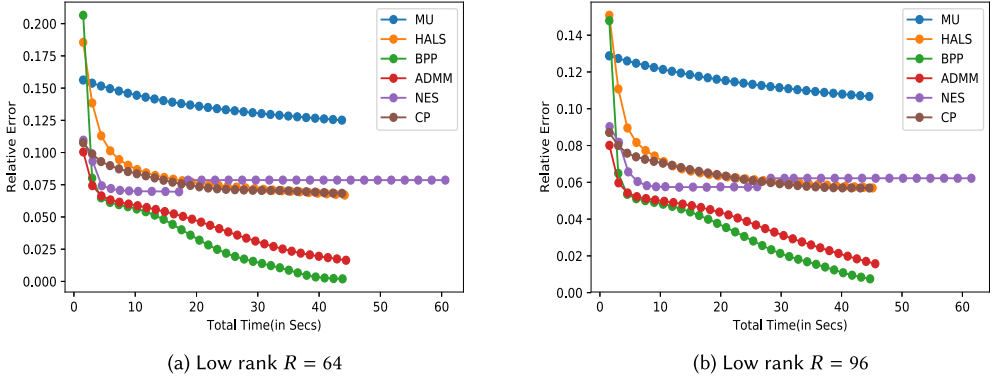 0.200
0.175
0.150
0.125
0.100
0.075
0.050
0.025
0.000
Relative Error
0 10 20 30 40 50 60
Total Time(in Secs)
MU
HALS
BPP
ADMM
NES
CP
(a) Low rank R = 64
0.14
0.12
0.10
0.08
0.06
0.04
0.02
0.00
Relative Error
0 10 20 30 40 50 60
Total Time(in Secs)
MU
HALS
BPP
ADMM
NES
CP
(b) Low rank R = 96